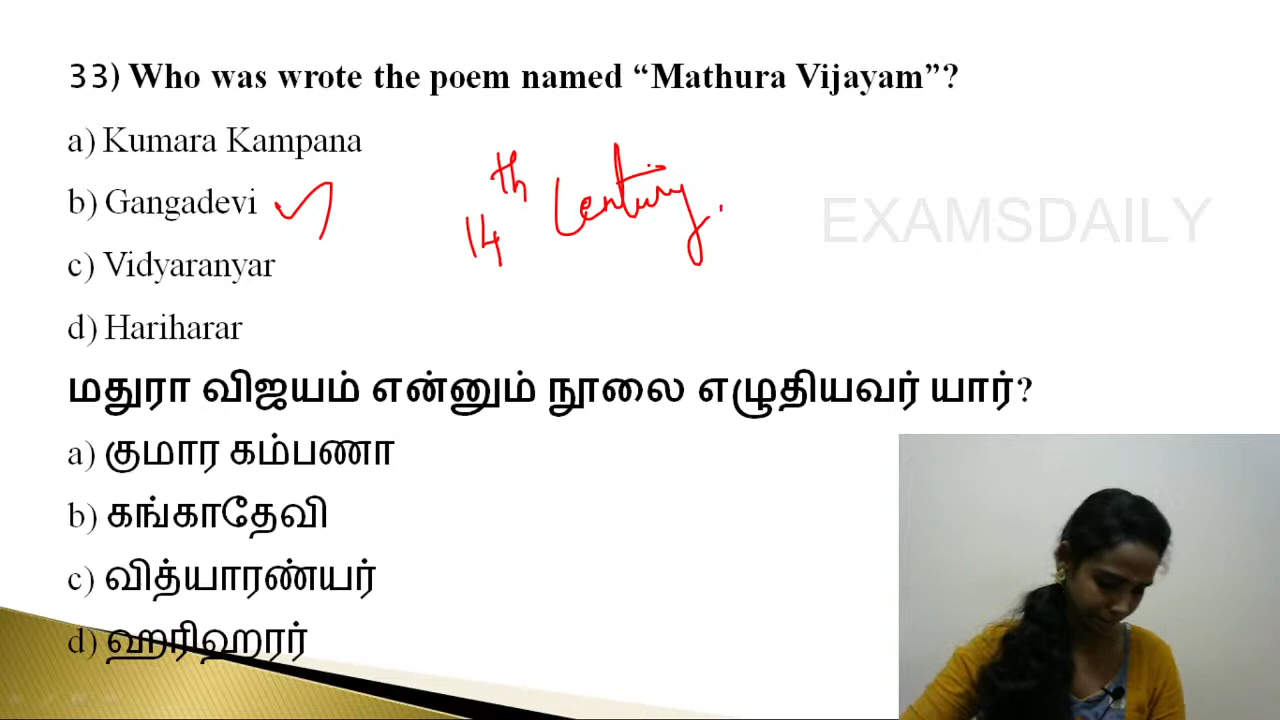 33) Who was wrote the poem named “Mathura Vijayam”?
a) Kumara Kampana
b) Gangadevi
14th Century.
c) Vidyaranyar
d) Hariharar
EXAMSDAILY
மதுரா விஜயம் என்னும் நூலை எழுதியவர் யார்?
a) குமார கம்பணா
b) கங்காதேவி
c) வித்யாரண்யர்
d) ஹரிஹரர்